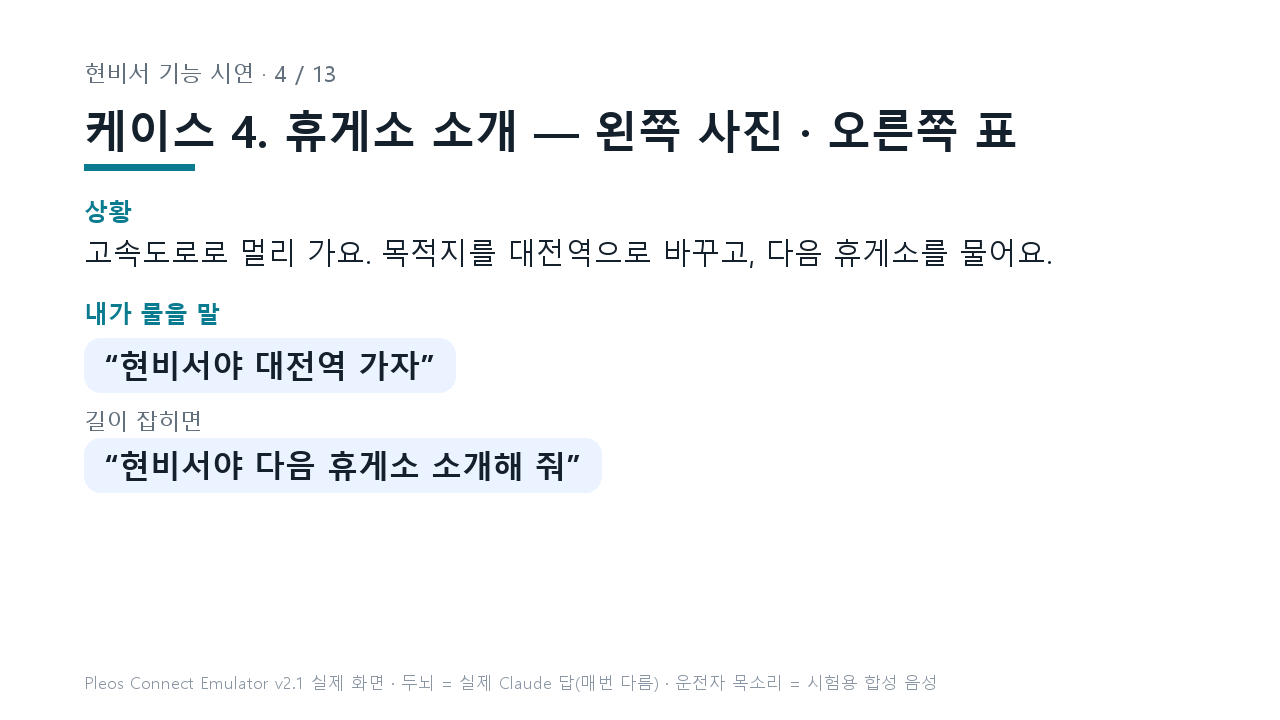 현비서 기능 시연 · 4 / 13
케이스 4. 휴게소 소개 — 왼쪽 사진 · 오른쪽 표
상황
고속도로로 멀리 가요. 목적지를 대전역으로 바꾸고, 다음 휴게소를 물어요.
내가 물을 말
“현비서야 대전역 가자”
길이 잡히면
“현비서야 다음 휴게소 소개해 줘”
Pleos Connect Emulator v2.1 실제 화면 · 두뇌 = 실제 Claude 답(매번 다름) · 운전자 목소리 = 시험용 합성 음성